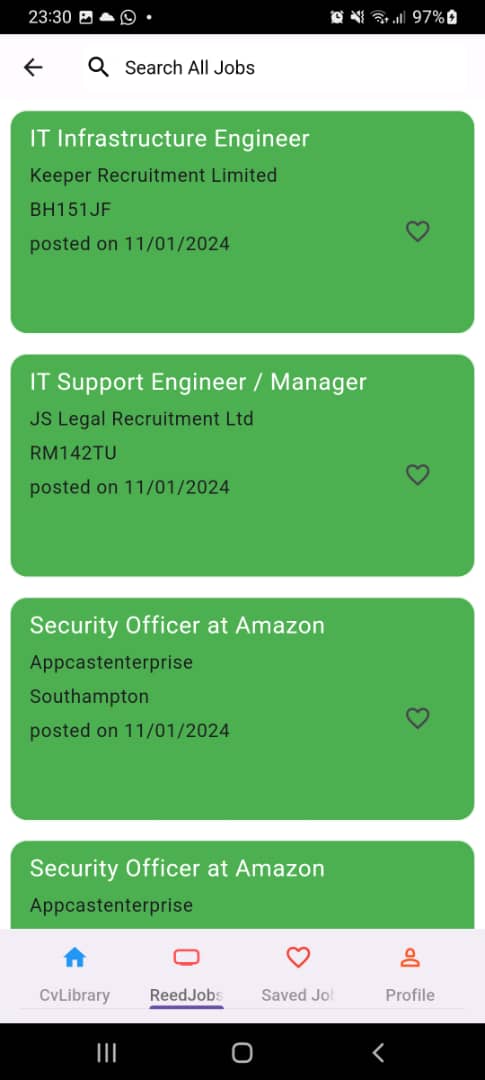 23:30 97%
Search All Jobs
IT Infrastructure Engineer
Keeper Recruitment Limited
BH151JF
posted on 11/01/2024
IT Support Engineer / Manager
JS Legal Recruitment Ltd
RM142TU
posted on 11/01/2024
Security Officer at Amazon
Appcastenterprise
Southampton
posted on 11/01/2024
Security Officer at Amazon
Appcastenterprise
CvLibrary ReedJobs Saved Jo Profile